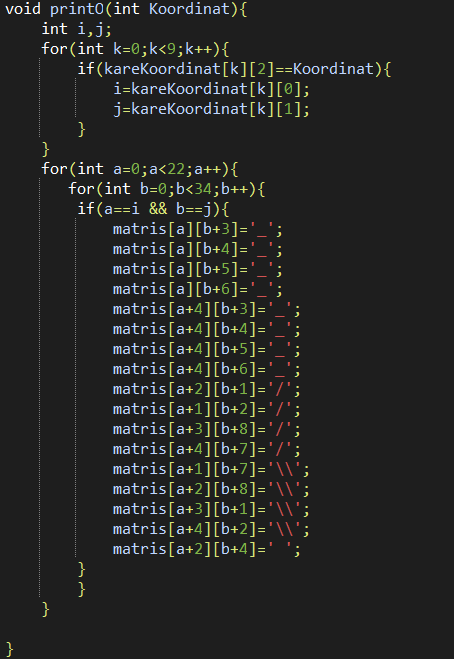 void printO(int Koordinat){
    int i,j;
    for(int k=0;k<9;k++){
        if(kareKoordinat[k][2]==Koordinat){
            i=kareKoordinat[k][0];
            j=kareKoordinat[k][1];
        }
    }
    for(int a=0;a<22;a++){
       for(int b=0;b<34;b++){
        if(a==i && b==j){
            matris[a][b+3]='_';
            matris[a][b+4]='_';
            matris[a][b+5]='_';
            matris[a][b+6]='_';
            matris[a+4][b+3]='_';
            matris[a+4][b+4]='_';
            matris[a+4][b+5]='_';
            matris[a+4][b+6]='_';
            matris[a+2][b+1]='/';
            matris[a+1][b+2]='/';
            matris[a+3][b+8]='/';
            matris[a+4][b+7]='/';
            matris[a+1][b+7]='\\';
            matris[a+2][b+8]='\\';
            matris[a+3][b+1]='\\';
            matris[a+4][b+2]='\\';
            matris[a+2][b+4]=' ';
        }
        }
    }

}